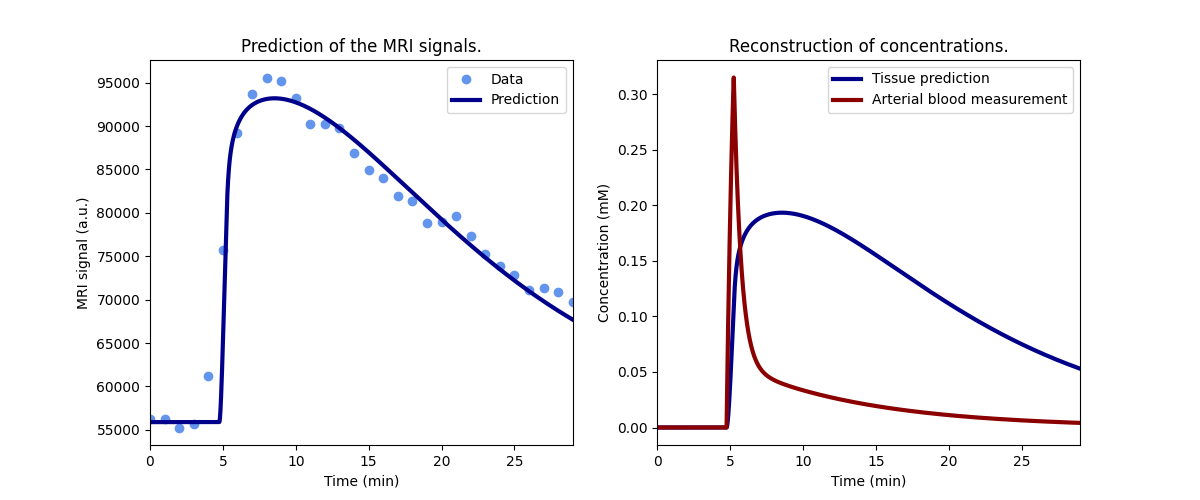 Prediction of the MRI signals.
95000
90000
85000
80000
75000
70000
65000
60000
55000
MRI signal (a.u.)
0 5 10 15 20 25
Time (min)
Data
Prediction
Reconstruction of concentrations.
0.30
0.25
0.20
0.15
0.10
0.05
0.00
Concentration (mM)
0 5 10 15 20 25
Time (min)
Tissue prediction
Arterial blood measurement